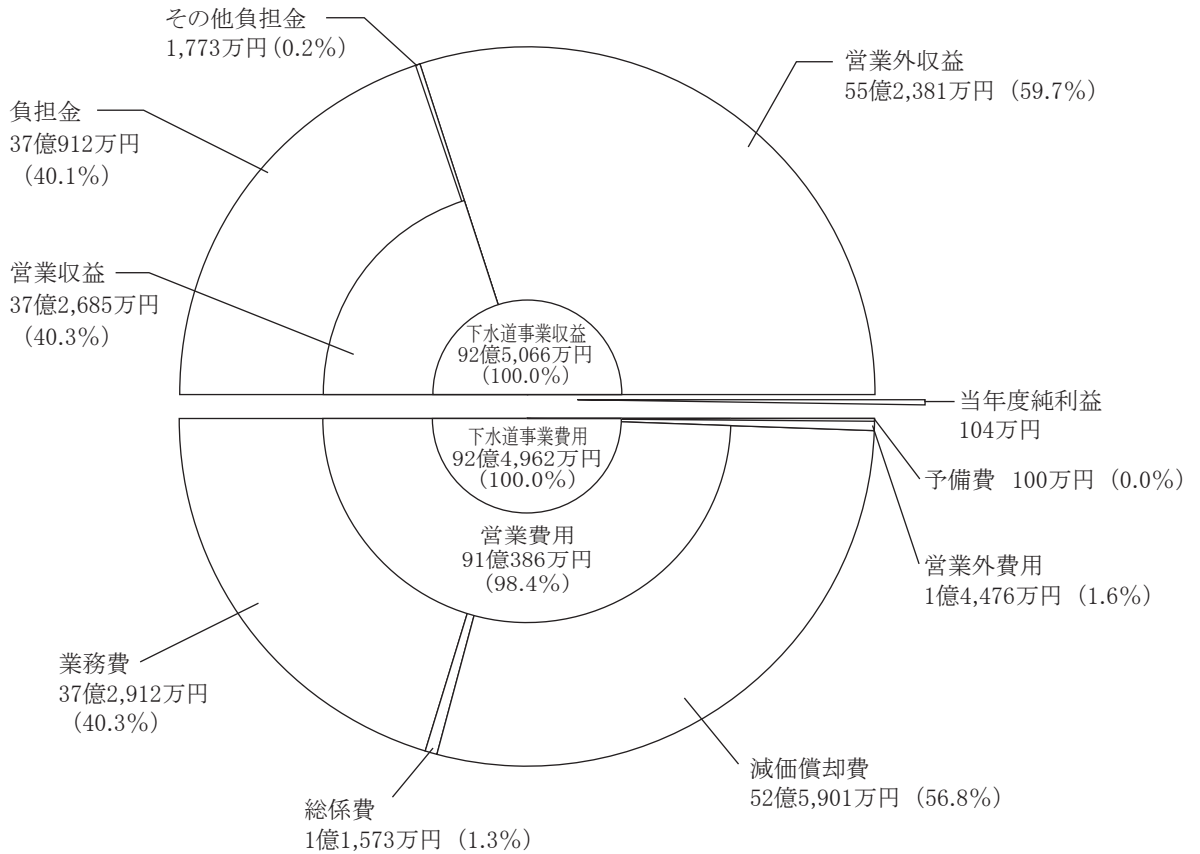 その他負担金
1,773万円(0.2%)
営業外収益
55億2,381万円（59.7%）
負担金
37億912万円
（40.1%）
営業収益
37億2,685万円
（40.3%）
下水道事業収益
92億5,066万円
（100.0%）
当年度純利益
104万円
下水道事業費用
92億4,962万円
（100.0%）
予備費 100万円（0.0%）
営業費用
91億386万円
（98.4%）
営業外費用
1億4,476万円（1.6%）
業務費
37億2,912万円
（40.3%）
減価償却費
52億5,901万円（56.8%）
総係費
1億1,573万円（1.3%）